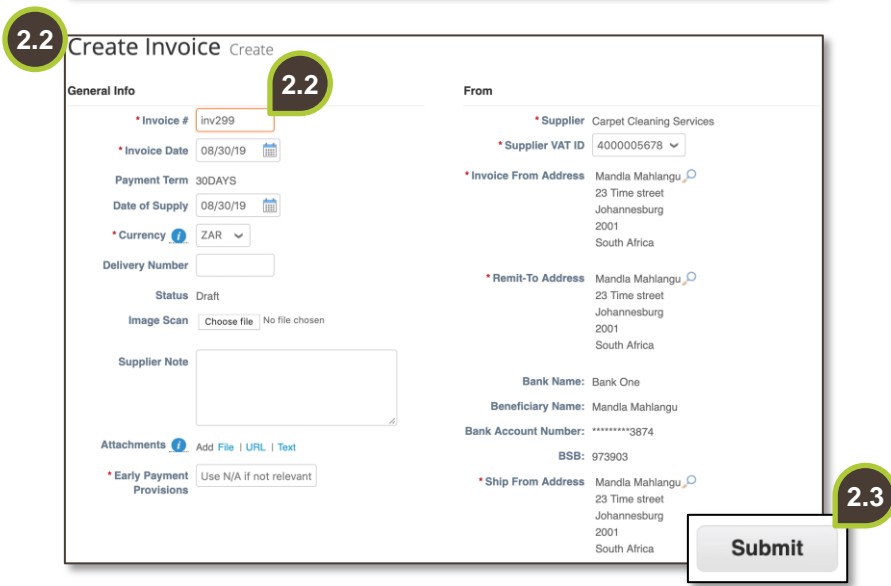 2.2
Create Invoice Create
2.2
General Info
* Invoice # inv299
* Invoice Date 08/30/19
Payment Term 30DAYS
Date of Supply 08/30/19
* Currency i ZAR
Delivery Number
Status Draft
Image Scan Choose file No file chosen
Supplier Note
Attachments i Add File | URL | Text
* Early Payment Provisions Use N/A if not relevant
From
* Supplier Carpet Cleaning Services
* Supplier VAT ID 4000005678
* Invoice From Address Mandla Mahlangu
23 Time street
Johannesburg
2001
South Africa
* Remit-To Address Mandla Mahlangu
23 Time street
Johannesburg
2001
South Africa
Bank Name: Bank One
Beneficiary Name: Mandla Mahlangu
Bank Account Number: *********3874
BSB: 973903
* Ship From Address Mandla Mahlangu
23 Time street
Johannesburg
2001
South Africa
2.3
Submit